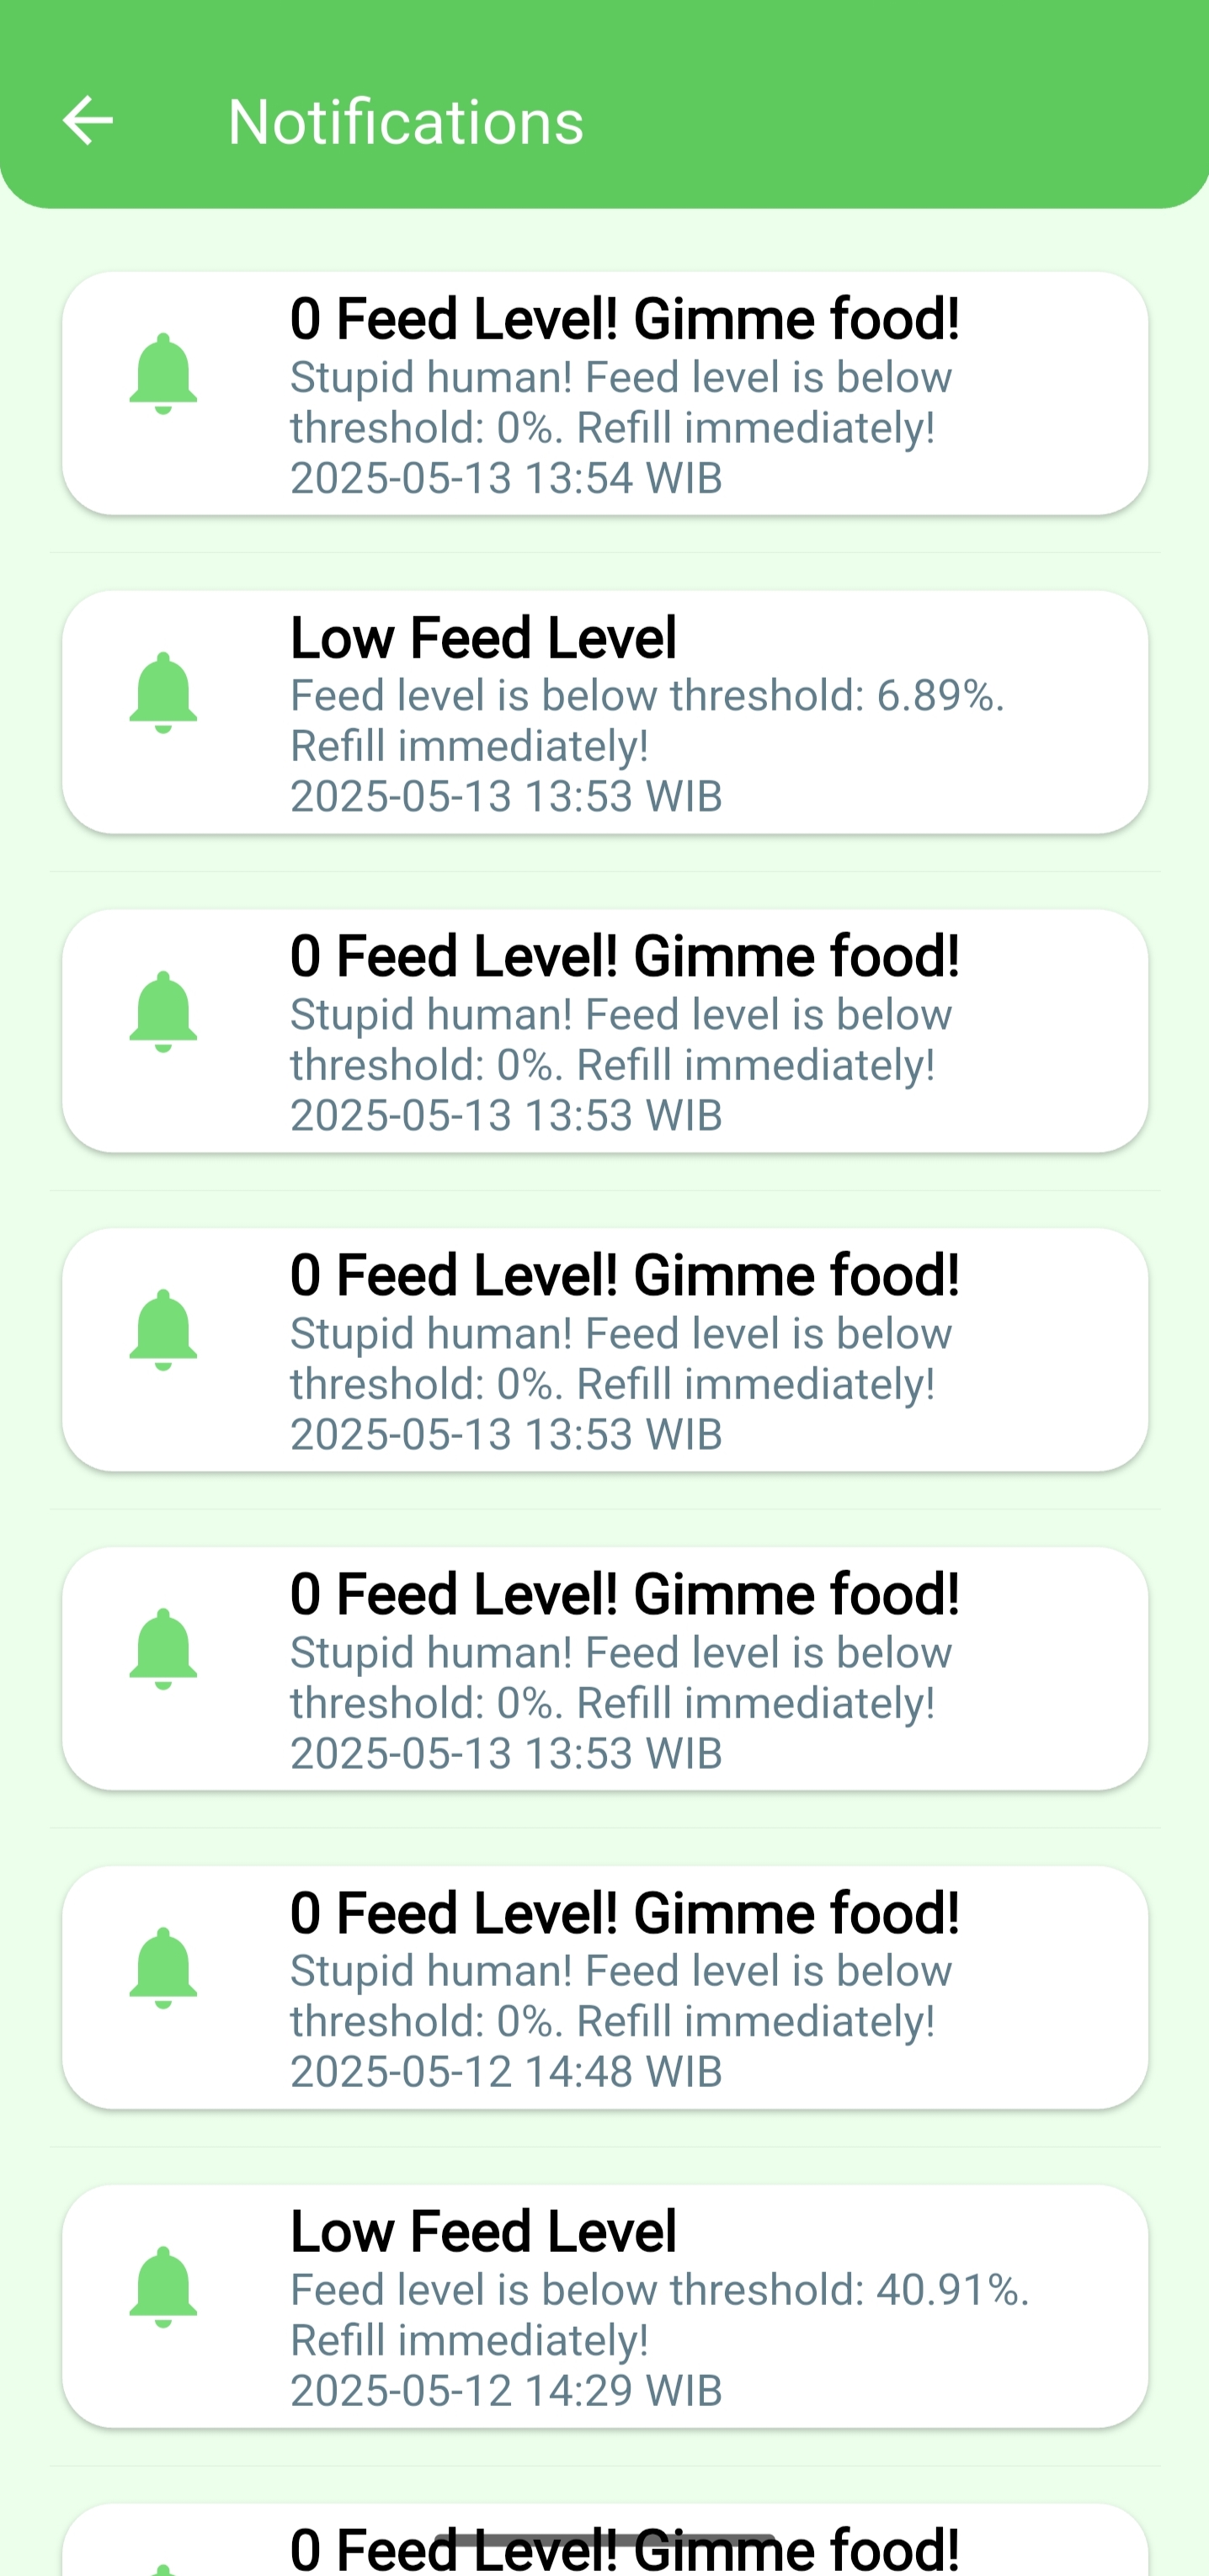 Notifications
0 Feed Level! Gimme food!
Stupid human! Feed level is below
threshold: 0%. Refill immediately!
2025-05-13 13:54 WIB
Low Feed Level
Feed level is below threshold: 6.89%.
Refill immediately!
2025-05-13 13:53 WIB
0 Feed Level! Gimme food!
Stupid human! Feed level is below
threshold: 0%. Refill immediately!
2025-05-13 13:53 WIB
0 Feed Level! Gimme food!
Stupid human! Feed level is below
threshold: 0%. Refill immediately!
2025-05-13 13:53 WIB
0 Feed Level! Gimme food!
Stupid human! Feed level is below
threshold: 0%. Refill immediately!
2025-05-13 13:53 WIB
0 Feed Level! Gimme food!
Stupid human! Feed level is below
threshold: 0%. Refill immediately!
2025-05-12 14:48 WIB
Low Feed Level
Feed level is below threshold: 40.91%.
Refill immediately!
2025-05-12 14:29 WIB
0 Feed Level! Gimme food!